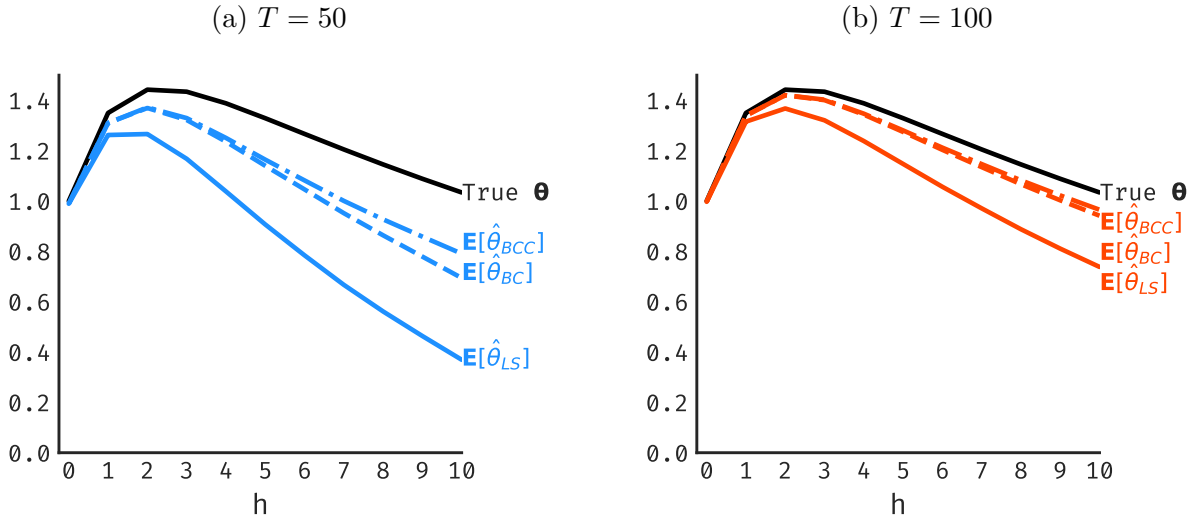 (a) T = 50
1.4
1.2
1.0
0.8
0.6
0.4
0.2
0.0
0 1 2 3 4 5 6 7 8 9 10
h
True θ
E[θ̂_BCC]
E[θ̂_BC]
E[θ̂_LS]
(b) T = 100
1.4
1.2
1.0
0.8
0.6
0.4
0.2
0.0
0 1 2 3 4 5 6 7 8 9 10
h
True θ
E[θ̂_BCC]
E[θ̂_BC]
E[θ̂_LS]